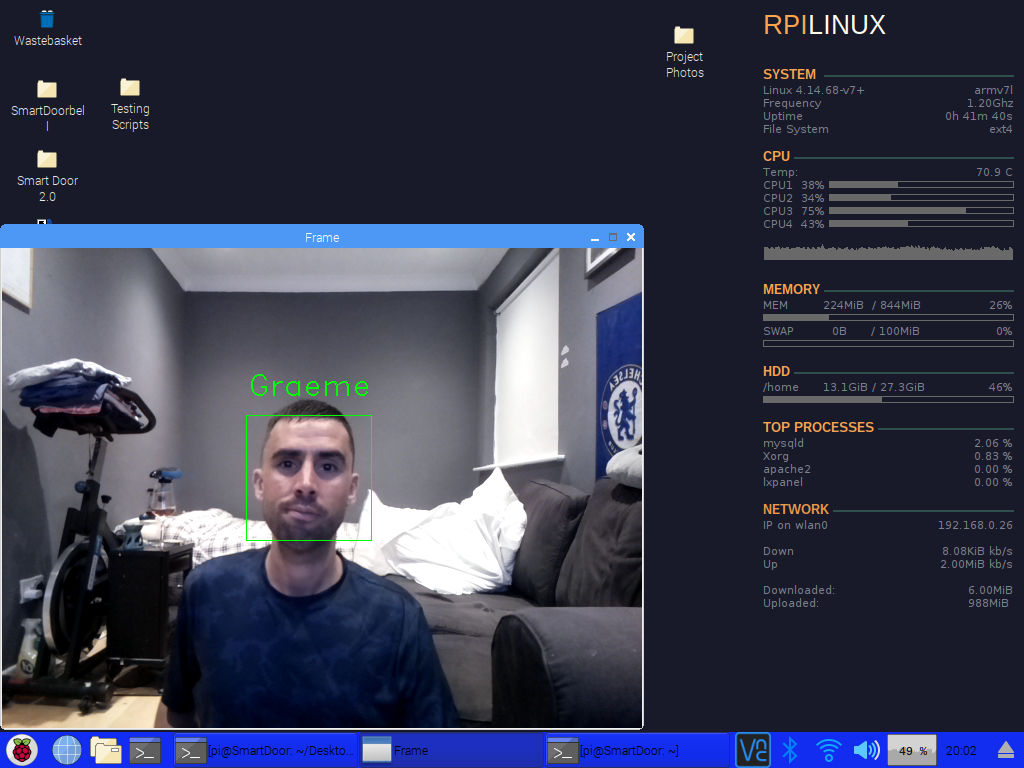 Wastebasket
SmartDoorbel
l
Testing
Scripts
Smart Door
2.0
Project
Photos
Frame
Graeme
CHELSEA
RPILINUX
SYSTEM
Linux 4.14.68-v7+ armv7l
Frequency 1.20Ghz
Uptime 0h 41m 40s
File System ext4
CPU
Temp: 70.9 C
CPU1 38%
CPU2 34%
CPU3 75%
CPU4 43%
MEMORY
MEM 224MiB / 844MiB 26%
SWAP 0B / 100MiB 0%
HDD
/home 13.1GiB / 27.3GiB 46%
TOP PROCESSES
mysqld 2.06 %
Xorg 0.83 %
apache2 0.00 %
lxpanel 0.00 %
NETWORK
IP on wlan0 192.168.0.26
Down 8.08KiB kb/s
Up 2.00MiB kb/s
Downloaded: 6.00MiB
Uploaded: 988MiB
>_ >_ [pi@SmartDoor: ~/Deskto... Frame >_ [pi@SmartDoor: ~] VNC 49 % 20:02